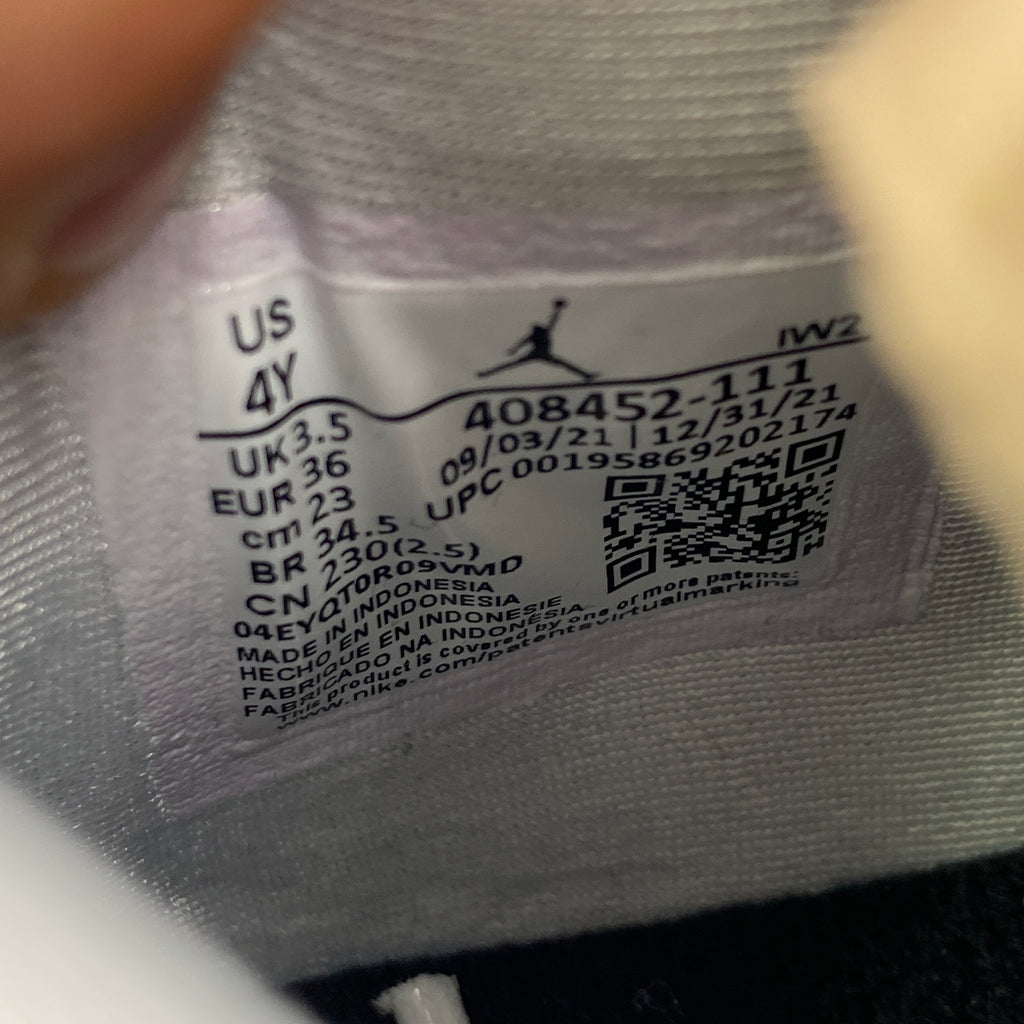 US
4Y
IW2
408452-111
09/03/21 | 12/31/21
UPC 00195869202174
UK 3.5
EUR 36
cm 23
BR 34.5
CN 230(2.5)
04EYQT0R09VMD
MADE IN INDONESIA
HECHO EN INDONESIA
FABRIQUE EN INDONESIE
FABRICADO NA INDONÉSIA
This product is covered by one or more patents:
www.nike.com/patentsvirtualmarking